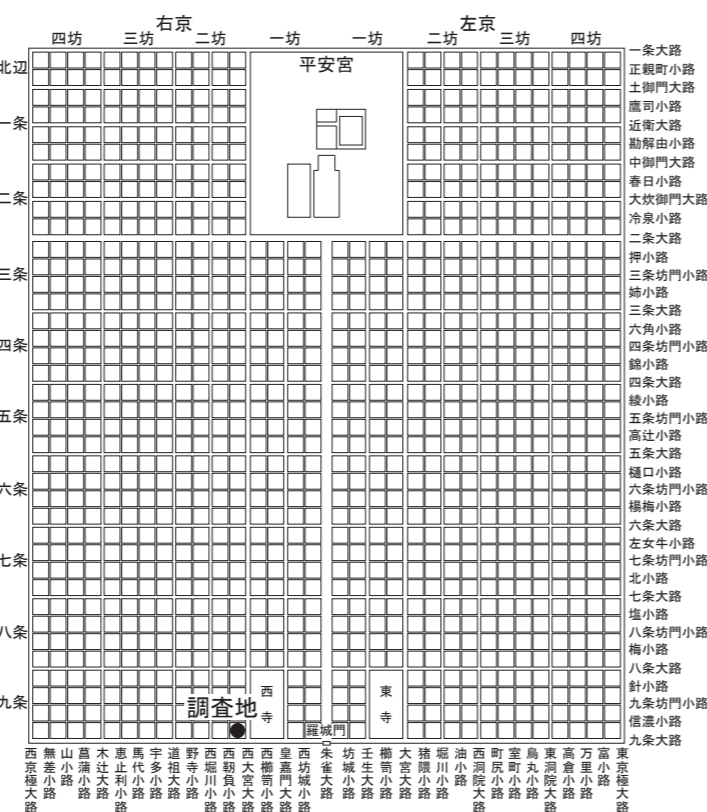 右京
左京
四坊
三坊
二坊
一坊
一坊
二坊
三坊
四坊
平安宮
北辺
一条
二条
三条
四条
五条
六条
七条
八条
九条
一条大路
正親町小路
土御門大路
鷹司小路
近衛大路
勘解由小路
中御門大路
春日小路
大炊御門大路
冷泉小路
二条大路
押小路
三条坊門小路
姉小路
三条大路
六角小路
四条坊門小路
錦小路
四条大路
綾小路
五条坊門小路
高辻小路
五条大路
樋口小路
六条坊門小路
楊梅小路
六条大路
左女牛小路
七条坊門小路
北小路
七条大路
塩小路
八条坊門小路
梅小路
八条大路
針小路
九条坊門小路
信濃小路
九条大路
調査地
西寺
東寺
羅城門
西京極大路
無差小路
山小路
菖蒲小路
木辻大路
恵止利小路
馬代小路
宇多小路
道祖大路
野寺小路
西堀川小路
西靱負小路
西大宮大路
西櫛笥小路
皇嘉門大路
西坊城小路
朱雀大路
坊城小路
壬生大路
櫛笥小路
大宮大路
猪隈小路
堀川小路
油小路
西洞院大路
町尻小路
室町小路
烏丸小路
東洞院大路
高倉小路
万里小路
富小路
東京極大路